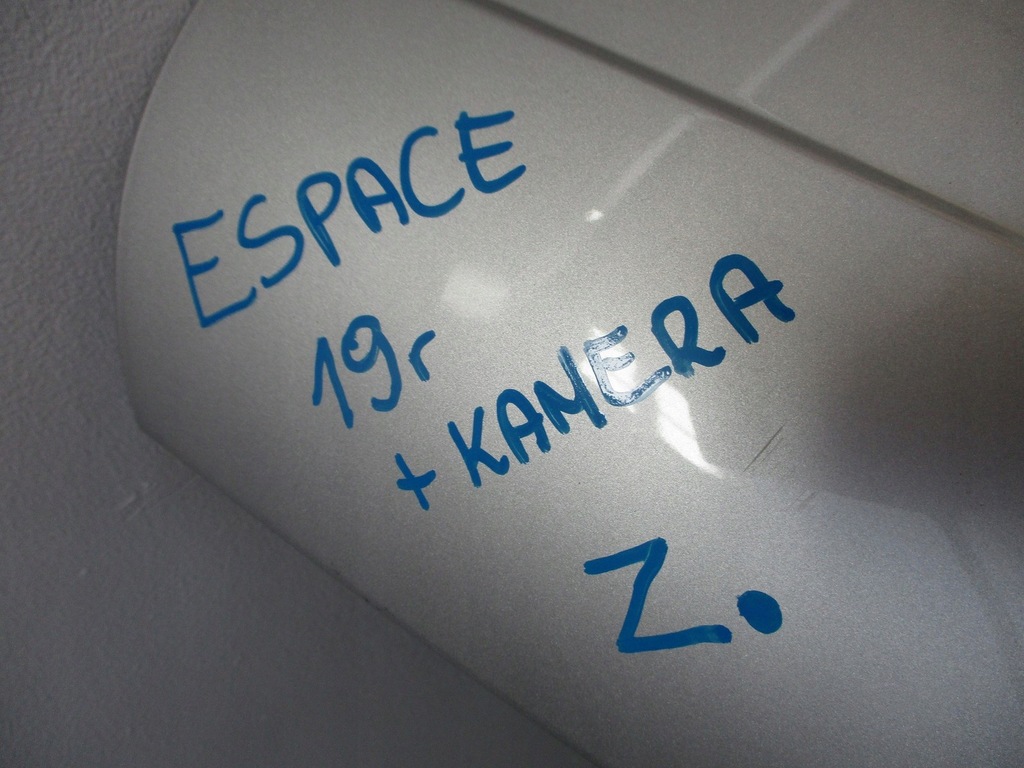 ESPACE
19r
+ KAMERA
Z.